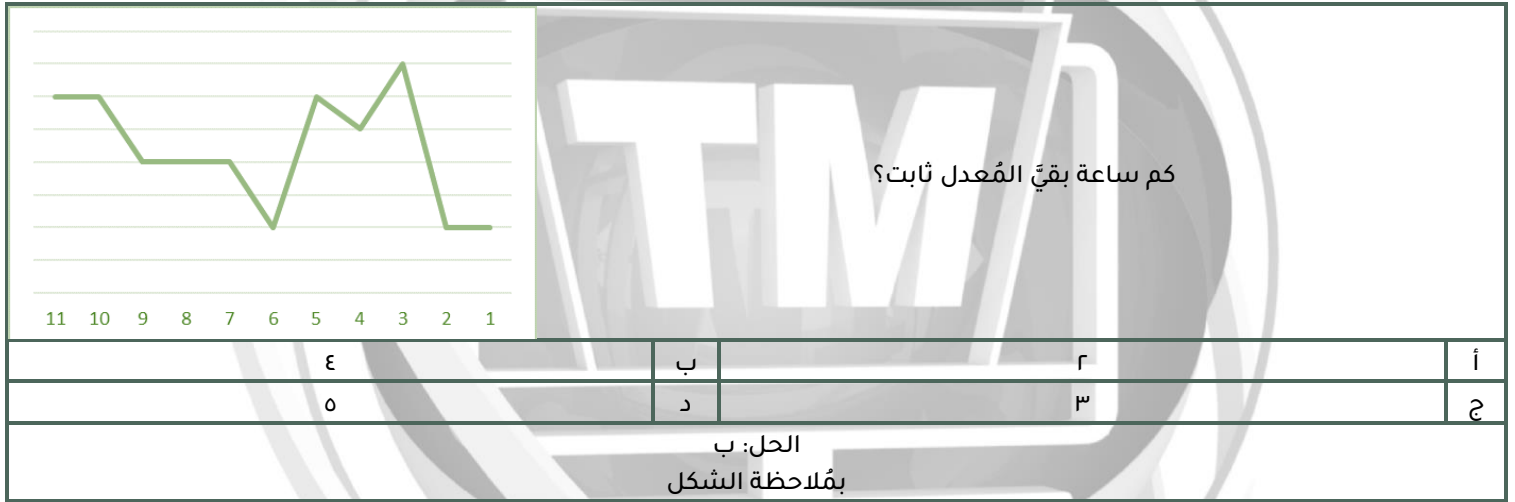 كم ساعة بقيَّ المُعدل ثابت؟
11 10 9 8 7 6 5 4 3 2 1
أ ٢ ب ٤
ج ٣ د ٥
الحل: ب
بمُلاحظة الشكل
TM